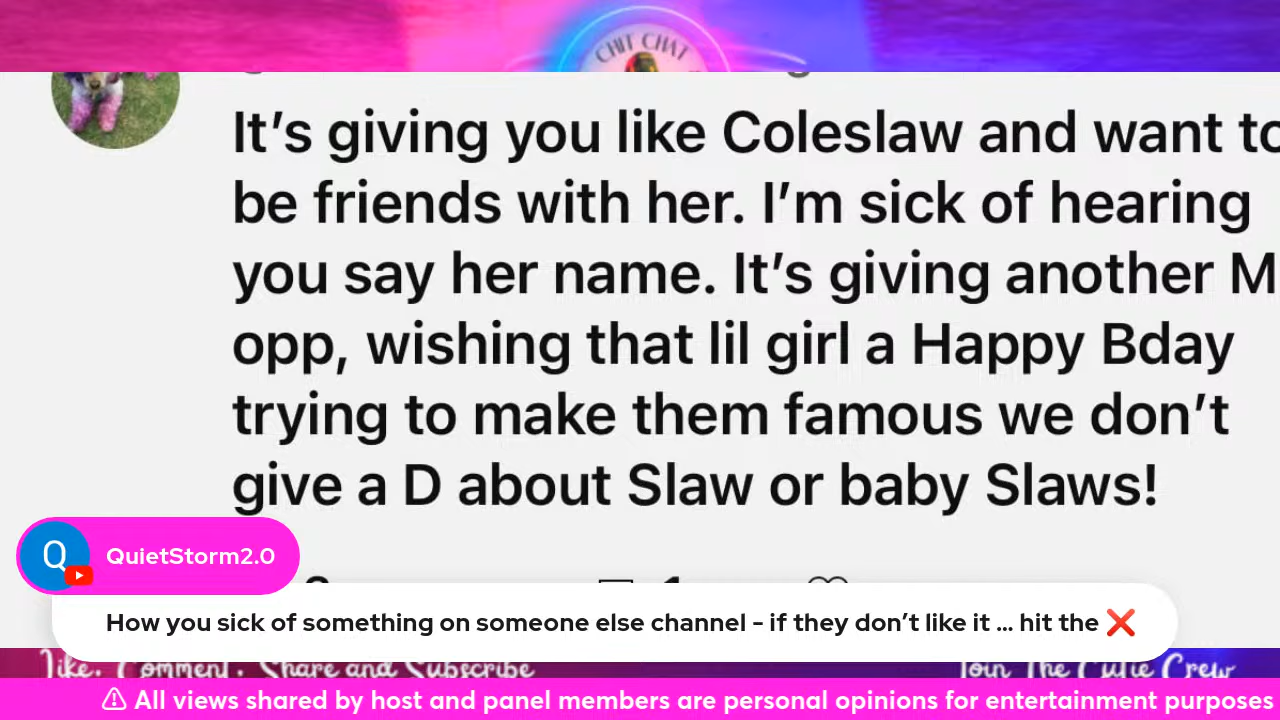 CHIT CHAT
It's giving you like Coleslaw and want to
be friends with her. I'm sick of hearing
you say her name. It's giving another M
opp, wishing that lil girl a Happy Bday
trying to make them famous we don't
give a D about Slaw or baby Slaws!
Q QuietStorm2.0
How you sick of something on someone else channel - if they don't like it ... hit the ❌
Like, Comment, Share and Subscribe Join The Cutie Crew
⚠ All views shared by host and panel members are personal opinions for entertainment purposes